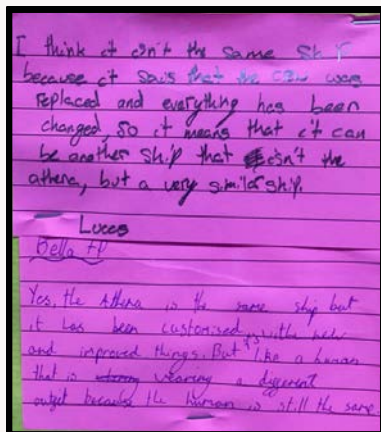 I think it isn't the same ship
because it sais that the crew was
replaced and everything has been
changed, so it means that it can
be another ship that isn't the
athena, but a very similar ship.
Lucas
Bella HP
Yes, the Athena is the same ship but
it has been customised with new
and improved things. But it's like a human
that is wearing a different
outfit because the human is still the same.